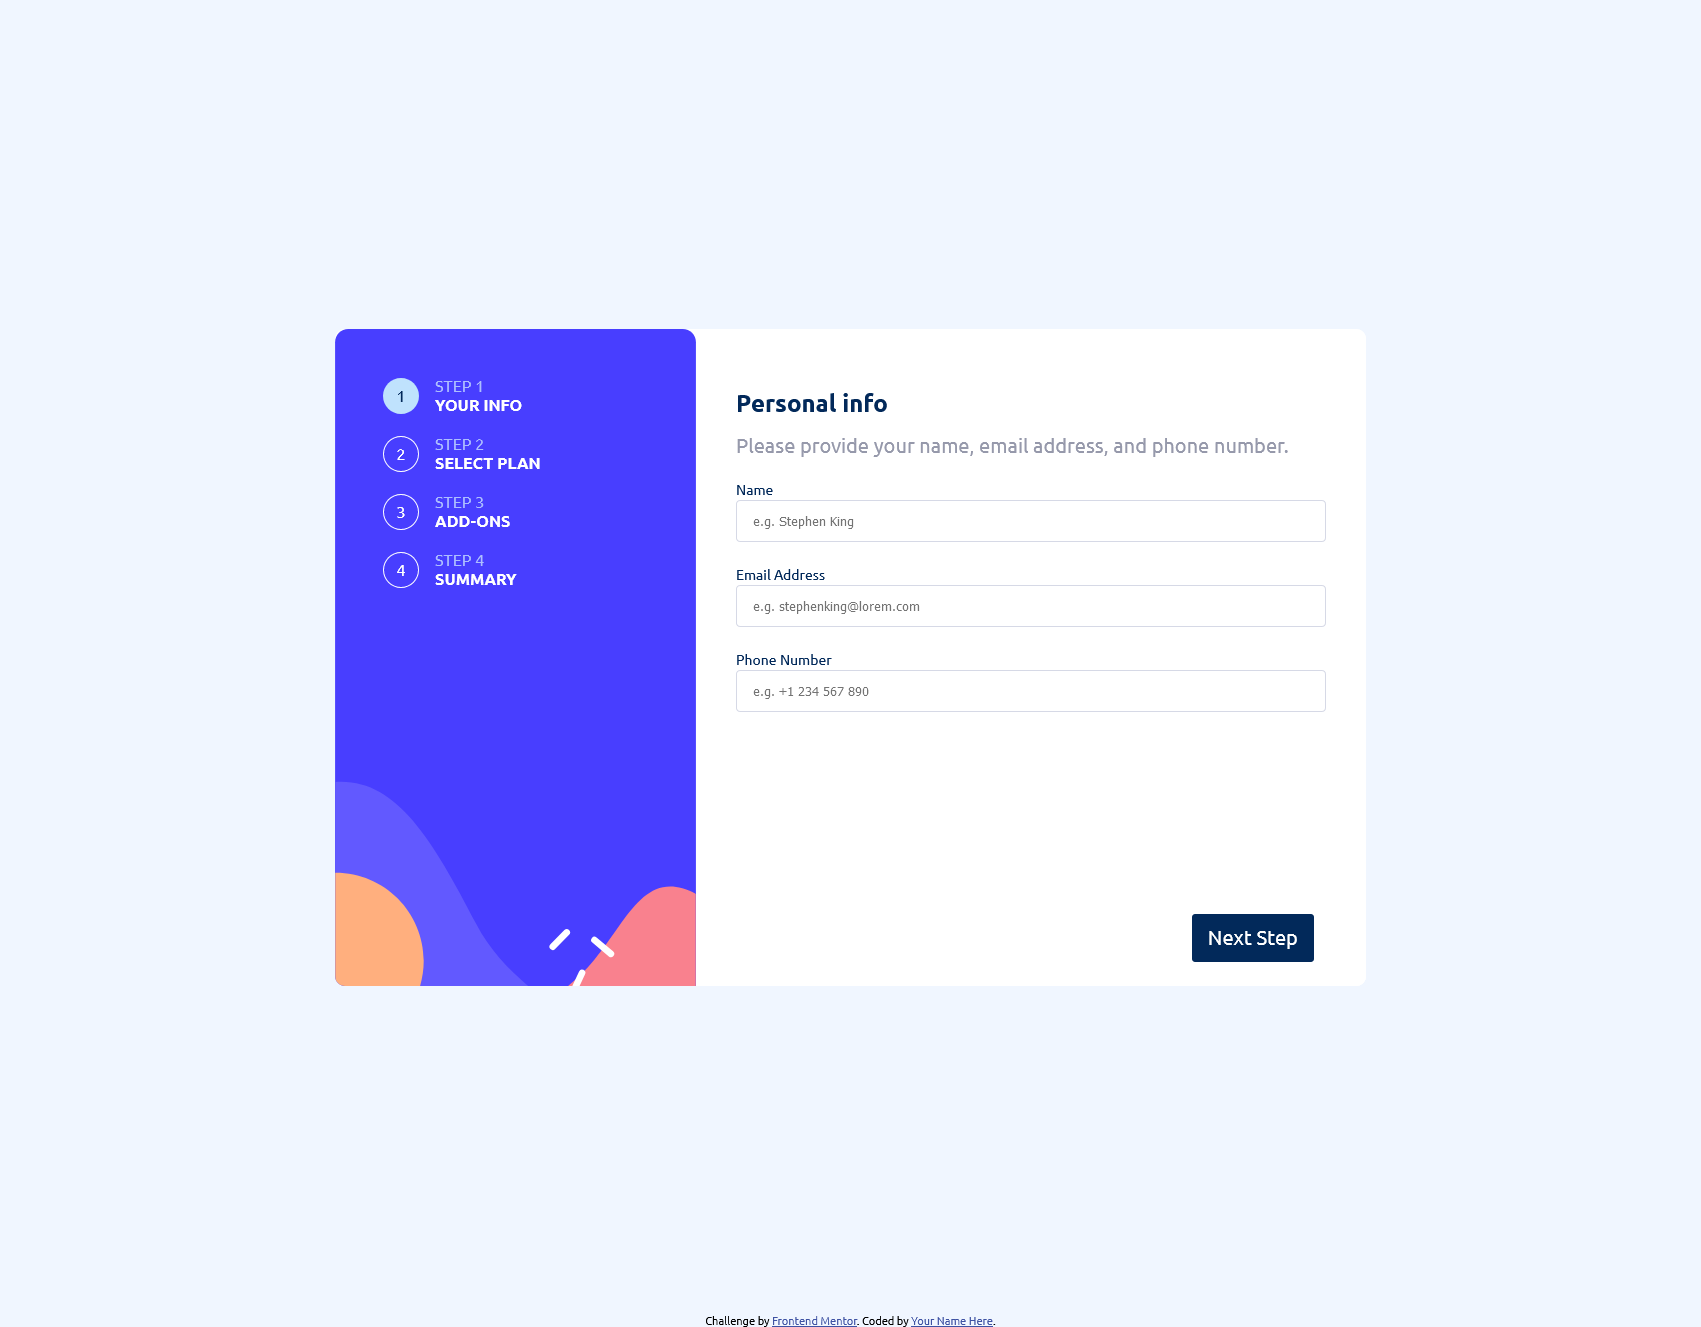 1
STEP 1
YOUR INFO
2
STEP 2
SELECT PLAN
3
STEP 3
ADD-ONS
4
STEP 4
SUMMARY
Personal info
Please provide your name, email address, and phone number.
Name
e.g. Stephen King
Email Address
e.g. stephenking@lorem.com
Phone Number
e.g. +1 234 567 890
Next Step
Challenge by Frontend Mentor. Coded by Your Name Here.